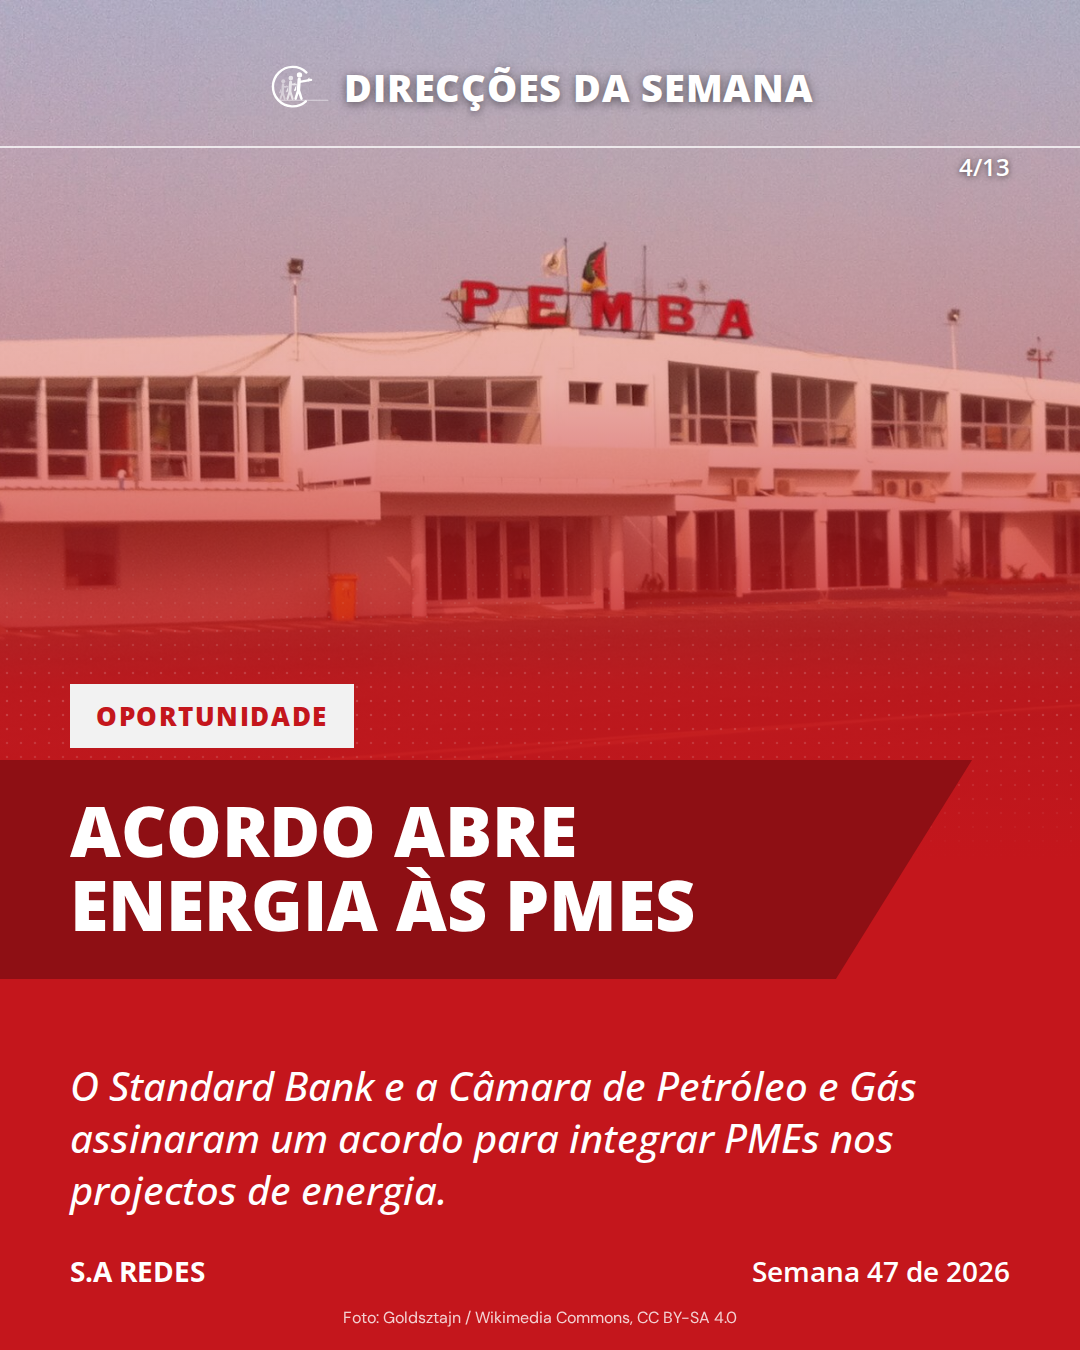 DIRECÇÕES DA SEMANA
4/13
PEMBA
OPORTUNIDADE
ACORDO ABRE
ENERGIA ÀS PMES
O Standard Bank e a Câmara de Petróleo e Gás
assinaram um acordo para integrar PMEs nos
projectos de energia.
S.A REDES
Semana 47 de 2026
Foto: Goldsztajn / Wikimedia Commons, CC BY-SA 4.0